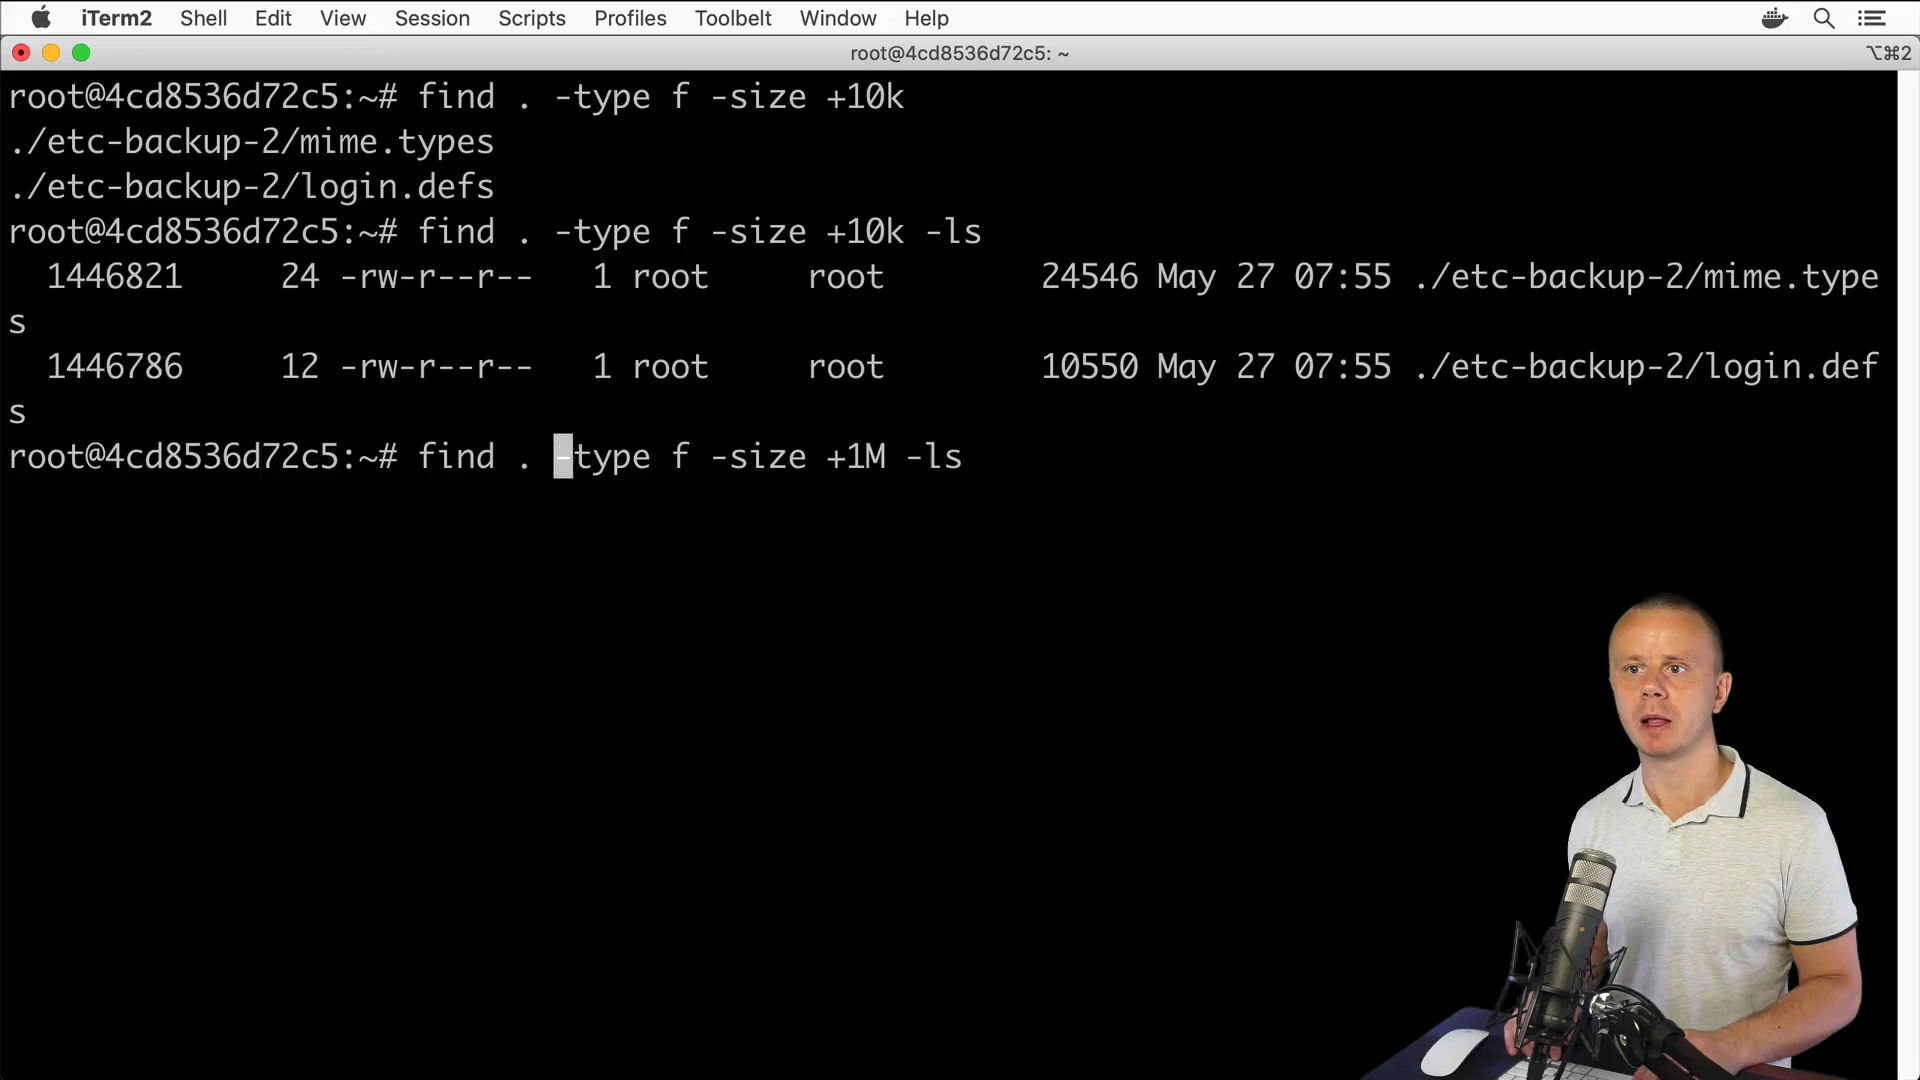 iTerm2 Shell Edit View Session Scripts Profiles Toolbelt Window Help
root@4cd8536d72c5: ~ ⌥⌘2
root@4cd8536d72c5:~# find . -type f -size +10k
./etc-backup-2/mime.types
./etc-backup-2/login.defs
root@4cd8536d72c5:~# find . -type f -size +10k -ls
1446821 24 -rw-r--r-- 1 root root 24546 May 27 07:55 ./etc-backup-2/mime.type
s
1446786 12 -rw-r--r-- 1 root root 10550 May 27 07:55 ./etc-backup-2/login.def
s
root@4cd8536d72c5:~# find . -type f -size +1M -ls